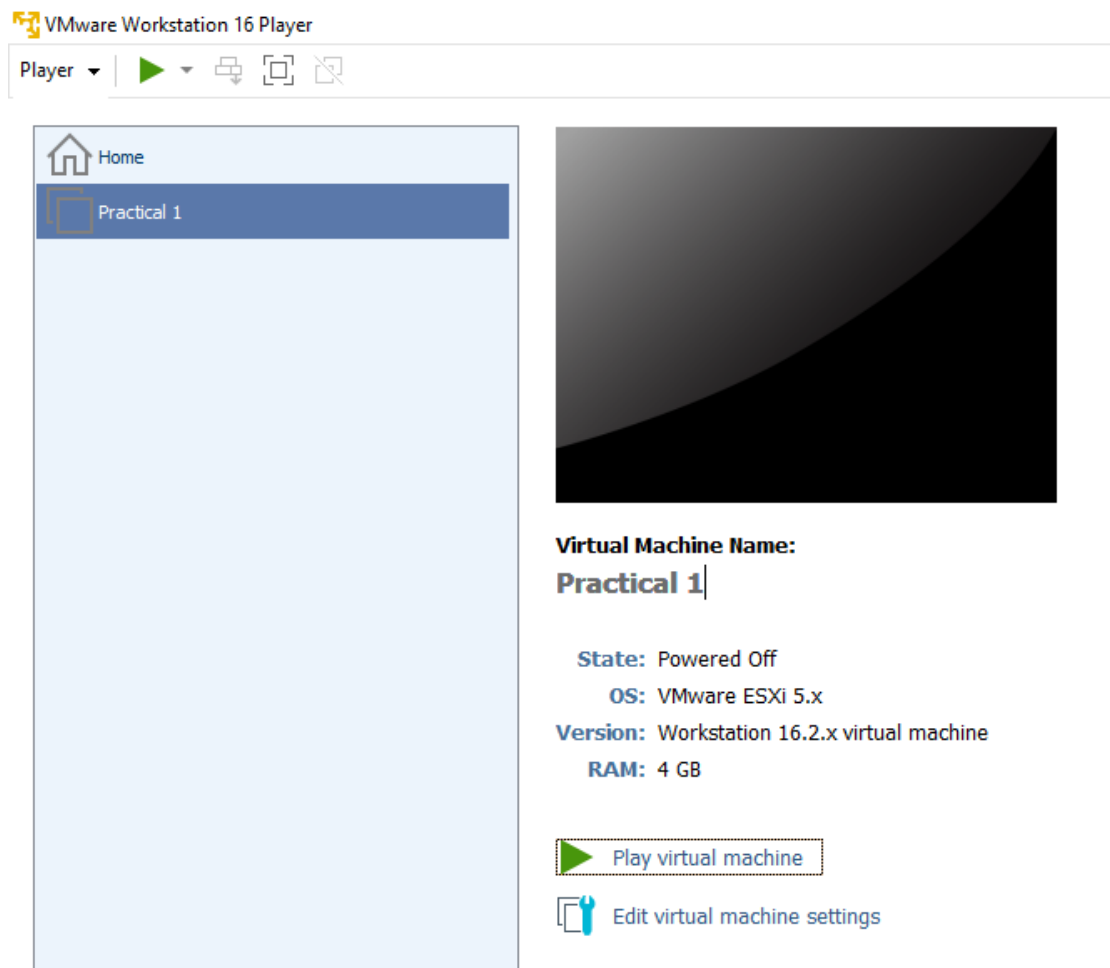 VMware Workstation 16 Player
Player
Home
Practical 1
Virtual Machine Name:
Practical 1
State: Powered Off
OS: VMware ESXi 5.x
Version: Workstation 16.2.x virtual machine
RAM: 4 GB
Play virtual machine
Edit virtual machine settings